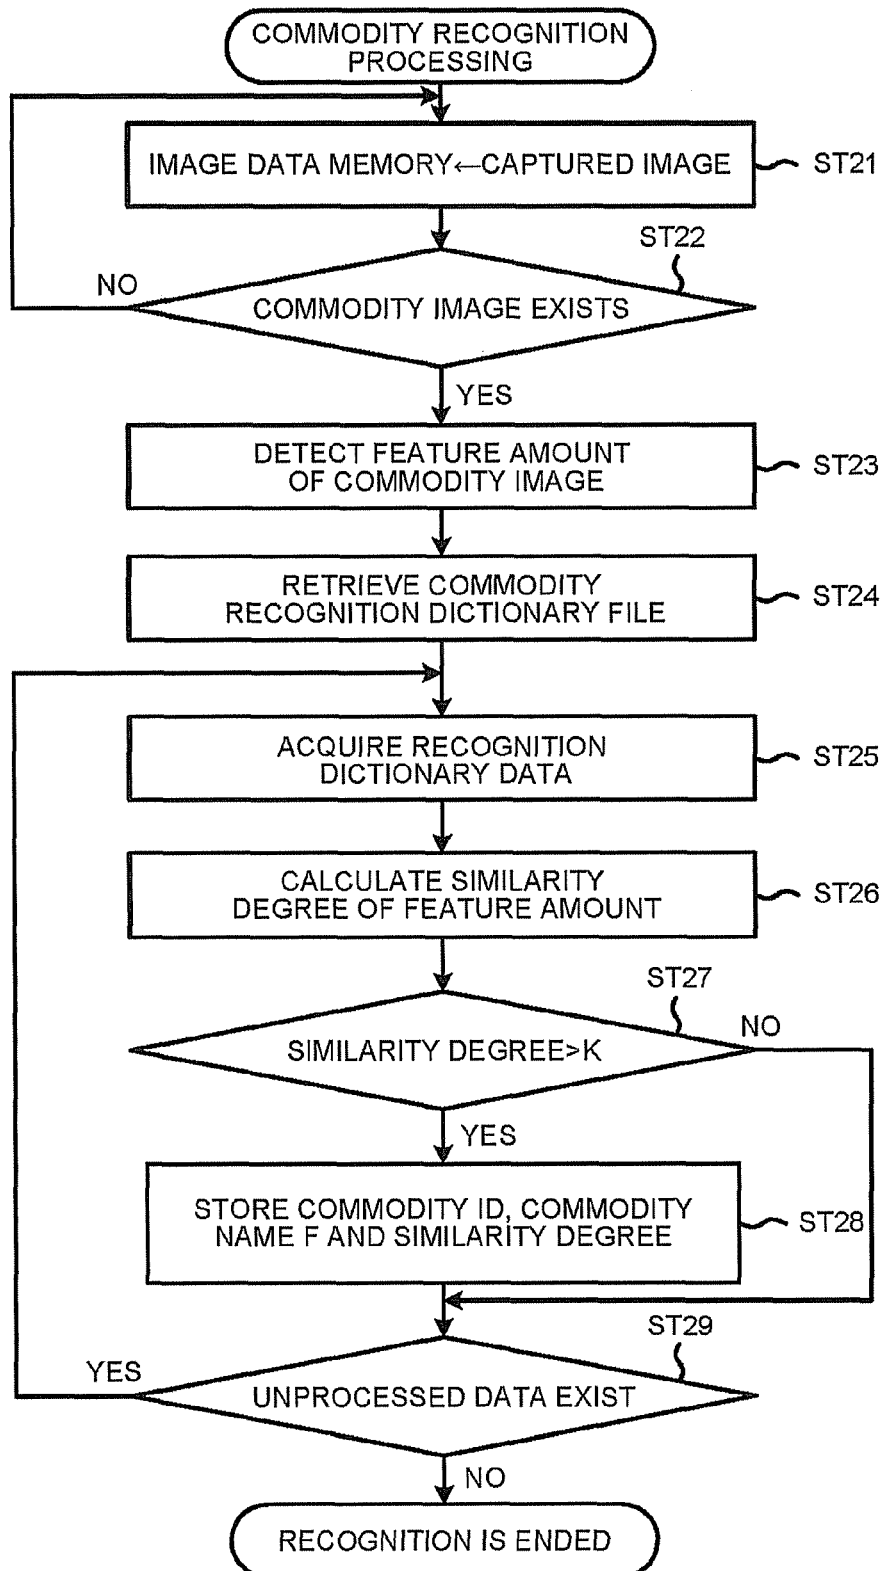 COMMODITY RECOGNITION
PROCESSING
IMAGE DATA MEMORY←CAPTURED IMAGE
ST21
ST22
NO
COMMODITY IMAGE EXISTS
YES
DETECT FEATURE AMOUNT
OF COMMODITY IMAGE
ST23
RETRIEVE COMMODITY
RECOGNITION DICTIONARY FILE
ST24
ACQUIRE RECOGNITION
DICTIONARY DATA
ST25
CALCULATE SIMILARITY
DEGREE OF FEATURE AMOUNT
ST26
ST27
NO
SIMILARITY DEGREE>K
YES
STORE COMMODITY ID, COMMODITY
NAME F AND SIMILARITY DEGREE
ST28
ST29
YES
UNPROCESSED DATA EXIST
NO
RECOGNITION IS ENDED